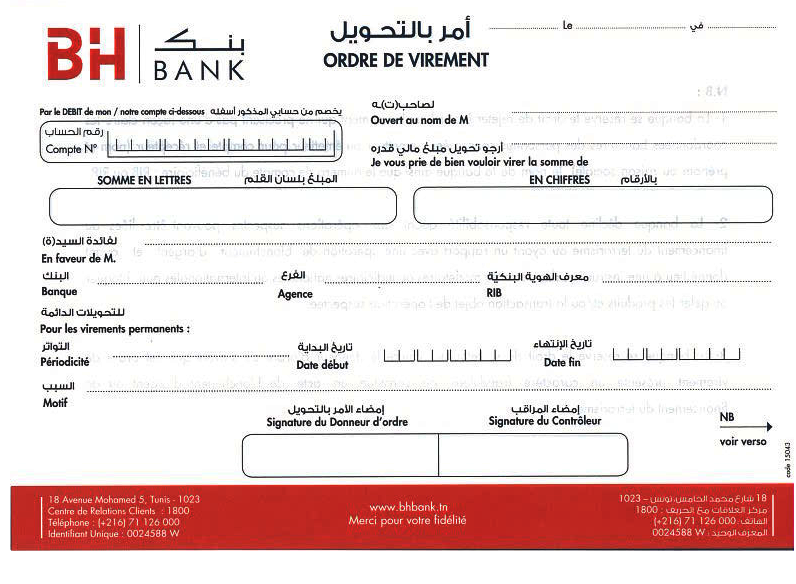 BH بنك BANK
أمر بالتحويل
ORDRE DE VIREMENT
Le في
Par le DEBIT de mon / notre compte ci-dessous يخصم من حسابي المذكور أسفله
رقم الحساب
Compte N°
لصاحب(ت)ـه
Ouvert au nom de M
أرجو تحويل مبلغ مالي قدره
Je vous prie de bien vouloir virer la somme de
SOMME EN LETTRES المبلغ بلسان القلم
EN CHIFFRES بالأرقام
لفائدة السيد(ة)
En faveur de M.
البنك الفرع معرف الهوية البنكيّة
Banque Agence RIB
للتحويلات الدائمة
Pour les virements permanents :
التواتر تاريخ البداية تاريخ الإنتهاء
Périodicité Date début Date fin
السبب
Motif
إمضاء الأمر بالتحويل إمضاء المراقب
Signature du Donneur d'ordre Signature du Contrôleur
NB
voir verso
code 15043
18 Avenue Mohamed 5, Tunis - 1023
Centre de Relations Clients : 1800
Téléphone : (+216) 71 126 000
Identifiant Unique : 0024588 W
www.bhbank.tn
Merci pour votre fidélité
18 شارع محمد الخامس، تونس – 1023
مركز العلاقات مع الحريف : 1800
الهاتف : 000 126 71 (216+)
المعرف الوحيد : 0024588 W